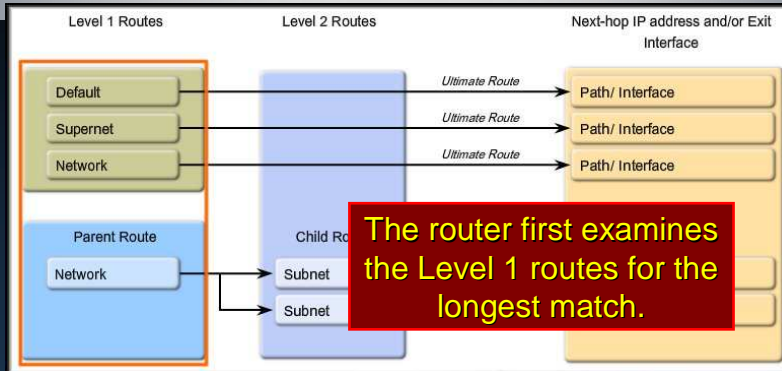 Level 1 Routes
Level 2 Routes
Next-hop IP address and/or Exit
Interface
Default
Ultimate Route
Path/ Interface
Supernet
Ultimate Route
Path/ Interface
Network
Ultimate Route
Path/ Interface
Parent Route
Child
Network
Subnet
Subnet
The router first examines
the Level 1 routes for the
longest match.